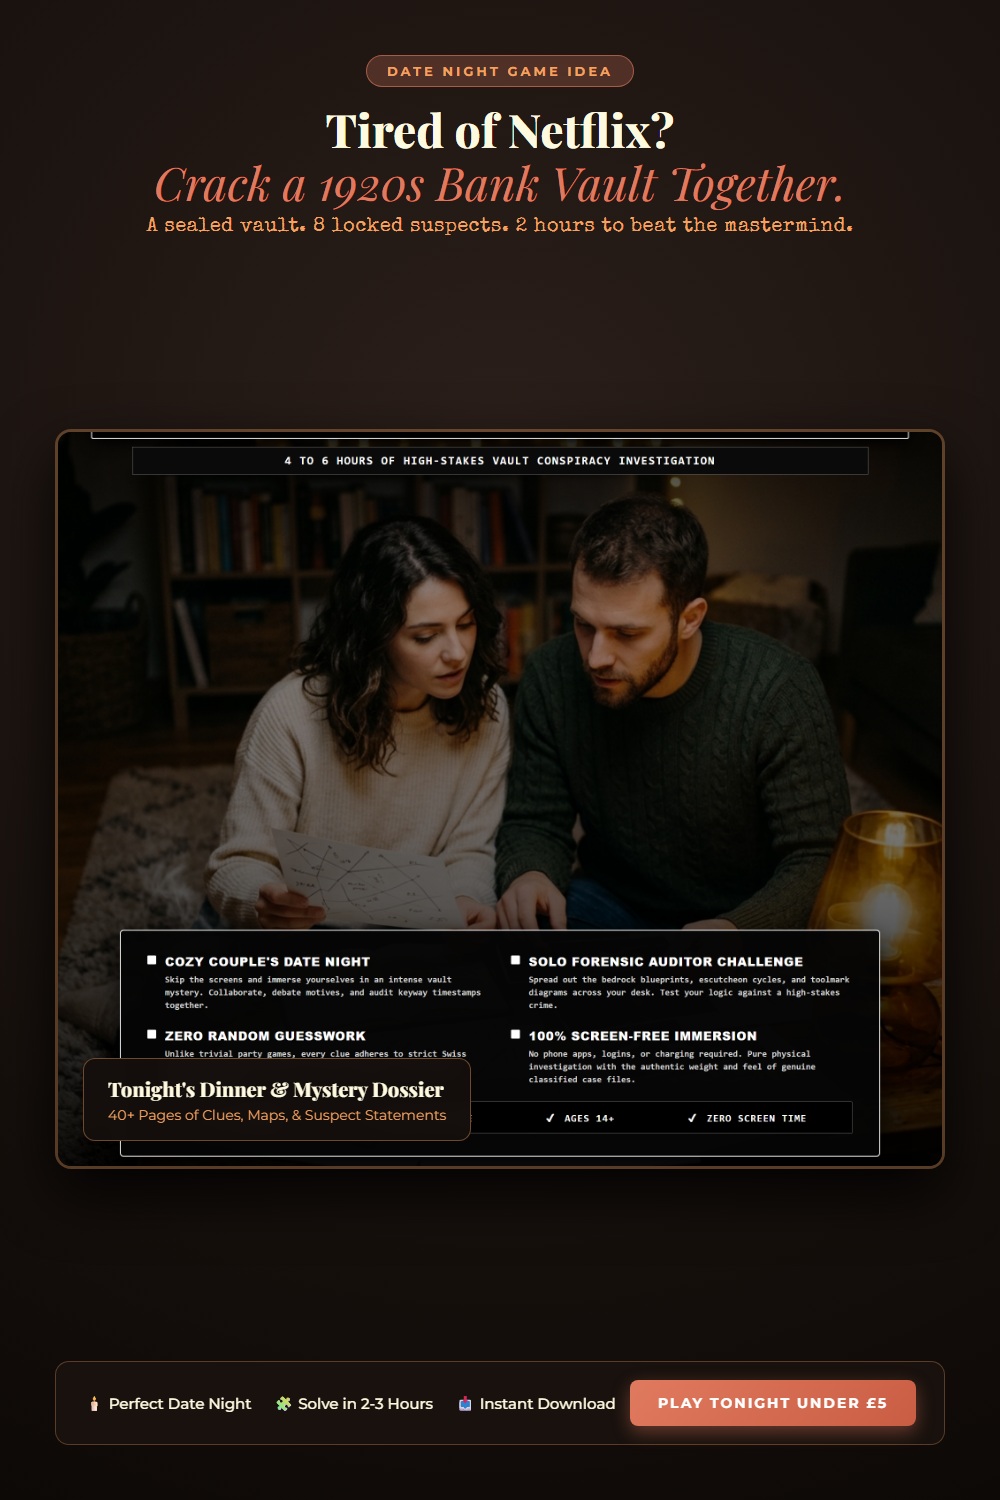 DATE NIGHT GAME IDEA
Tired of Netflix?
Crack a 1920s Bank Vault Together.
A sealed vault. 8 locked suspects. 2 hours to beat the mastermind.
4 TO 6 HOURS OF HIGH-STAKES VAULT CONSPIRACY INVESTIGATION
COZY COUPLE'S DATE NIGHT
Skip the screens and immerse yourselves in an intense vault
mystery. Collaborate, debate motives, and audit keyway timestamps
together.
SOLO FORENSIC AUDITOR CHALLENGE
Spread out the bedrock blueprints, escutcheon cycles, and toolmark
diagrams across your desk. Test your logic against a high-stakes
crime.
ZERO RANDOM GUESSWORK
Unlike trivial party games, every clue adheres to strict Swiss
100% SCREEN-FREE IMMERSION
No phone apps, logins, or charging required. Pure physical
investigation with the authentic weight and feel of genuine
classified case files.
Tonight's Dinner & Mystery Dossier
40+ Pages of Clues, Maps, & Suspect Statements
✓ AGES 14+
✓ ZERO SCREEN TIME
Perfect Date Night
Solve in 2-3 Hours
Instant Download
PLAY TONIGHT UNDER £5